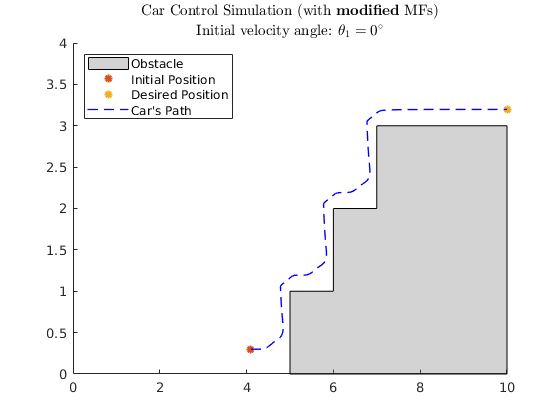 Car Control Simulation (with modified MFs)
Initial velocity angle: θ₁ = 0°
4
3.5
3
2.5
2
1.5
1
0.5
0
Obstacle
Initial Position
Desired Position
Car's Path
0 2 4 6 8 10